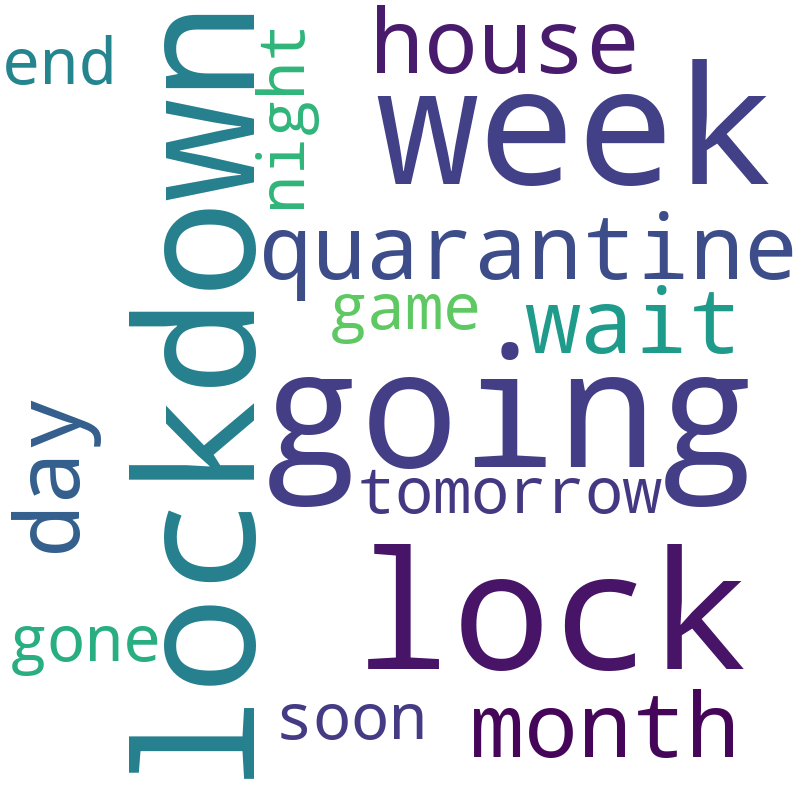 end
lockdown
night
house
week
quarantine
game
wait
going
day
tomorrow
lock
gone
soon
month